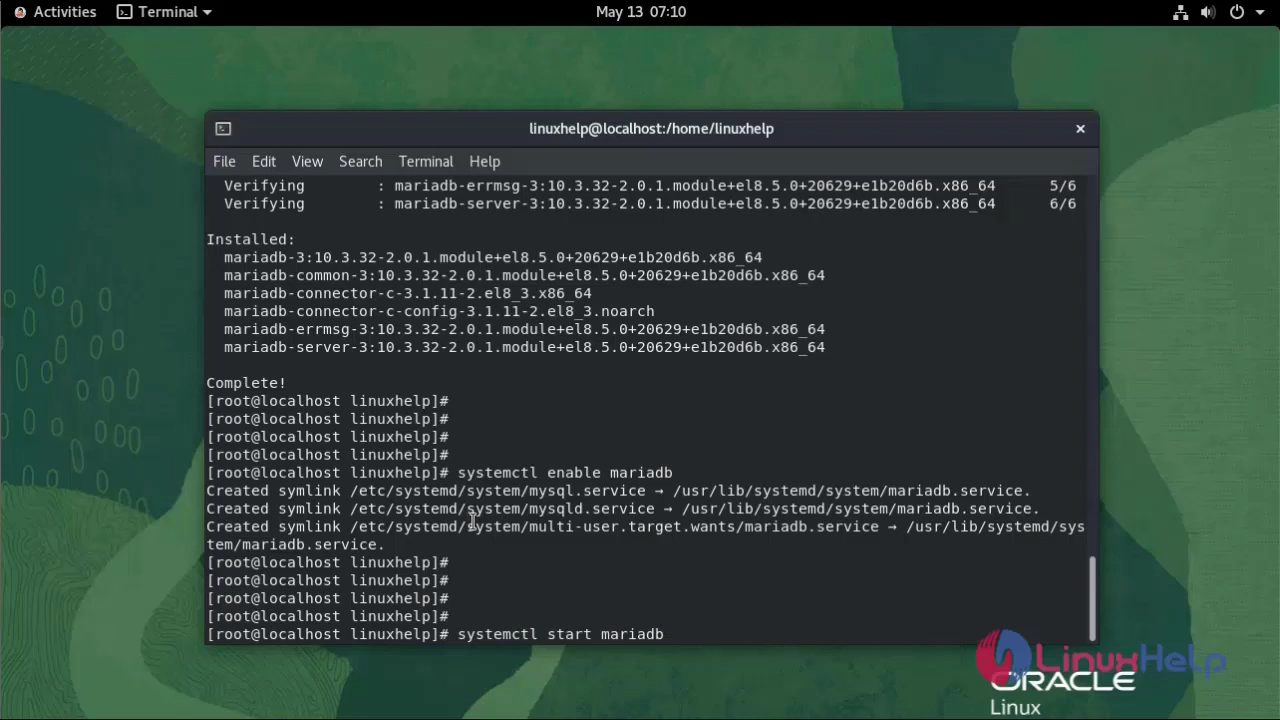 Activities Terminal May 13 07:10
linuxhelp@localhost:/home/linuxhelp ×
File Edit View Search Terminal Help
Verifying : mariadb-errmsg-3:10.3.32-2.0.1.module+el8.5.0+20629+e1b20d6b.x86_64 5/6
Verifying : mariadb-server-3:10.3.32-2.0.1.module+el8.5.0+20629+e1b20d6b.x86_64 6/6
Installed:
mariadb-3:10.3.32-2.0.1.module+el8.5.0+20629+e1b20d6b.x86_64
mariadb-common-3:10.3.32-2.0.1.module+el8.5.0+20629+e1b20d6b.x86_64
mariadb-connector-c-3.1.11-2.el8_3.x86_64
mariadb-connector-c-config-3.1.11-2.el8_3.noarch
mariadb-errmsg-3:10.3.32-2.0.1.module+el8.5.0+20629+e1b20d6b.x86_64
mariadb-server-3:10.3.32-2.0.1.module+el8.5.0+20629+e1b20d6b.x86_64
Complete!
[root@localhost linuxhelp]#
[root@localhost linuxhelp]#
[root@localhost linuxhelp]#
[root@localhost linuxhelp]#
[root@localhost linuxhelp]# systemctl enable mariadb
Created symlink /etc/systemd/system/mysql.service → /usr/lib/systemd/system/mariadb.service.
Created symlink /etc/systemd/system/mysqld.service → /usr/lib/systemd/system/mariadb.service.
Created symlink /etc/systemd/system/multi-user.target.wants/mariadb.service → /usr/lib/systemd/sys
tem/mariadb.service.
[root@localhost linuxhelp]#
[root@localhost linuxhelp]#
[root@localhost linuxhelp]#
[root@localhost linuxhelp]#
[root@localhost linuxhelp]# systemctl start mariadb
LinuxHelp
ORACLE
Linux